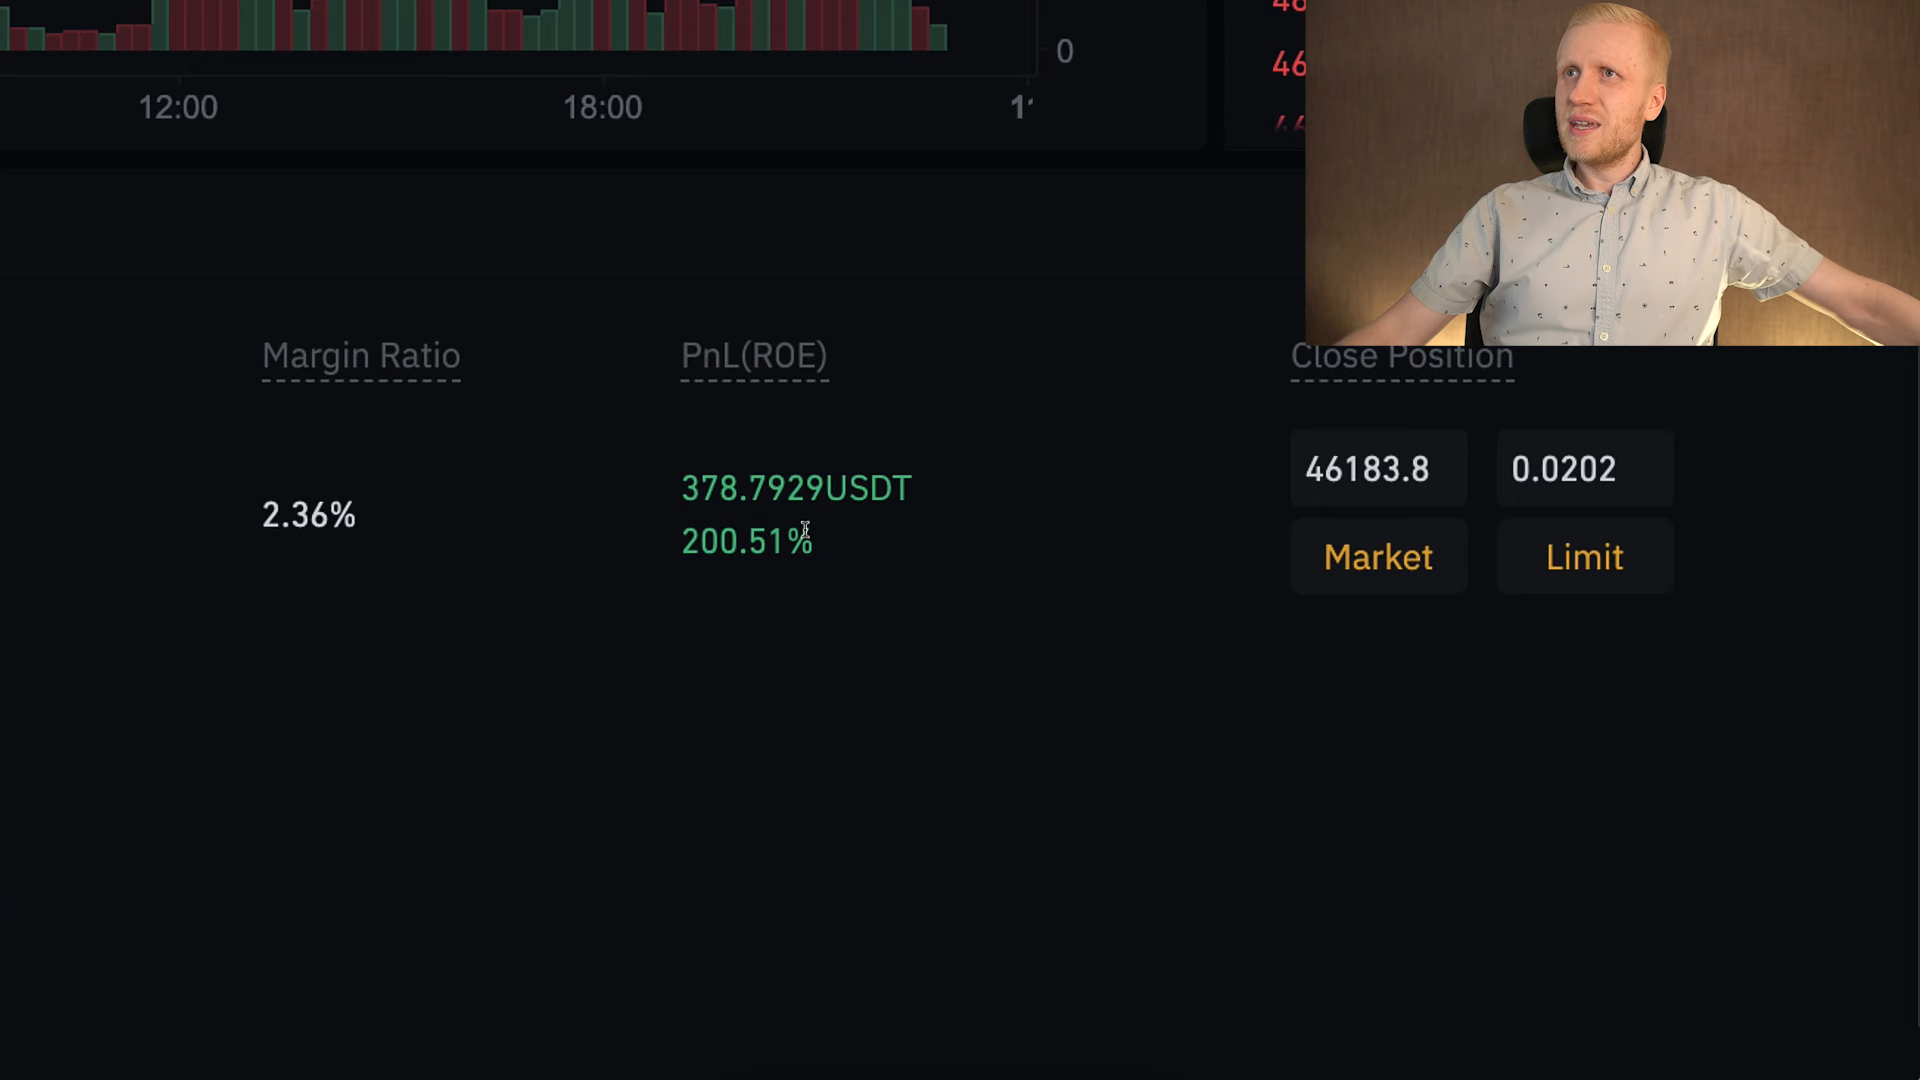 0
46
12:00
18:00
Margin Ratio
PnL(ROE)
Close Position
378.7929USDT
46183.8
0.0202
2.36%
200.51%
Market
Limit